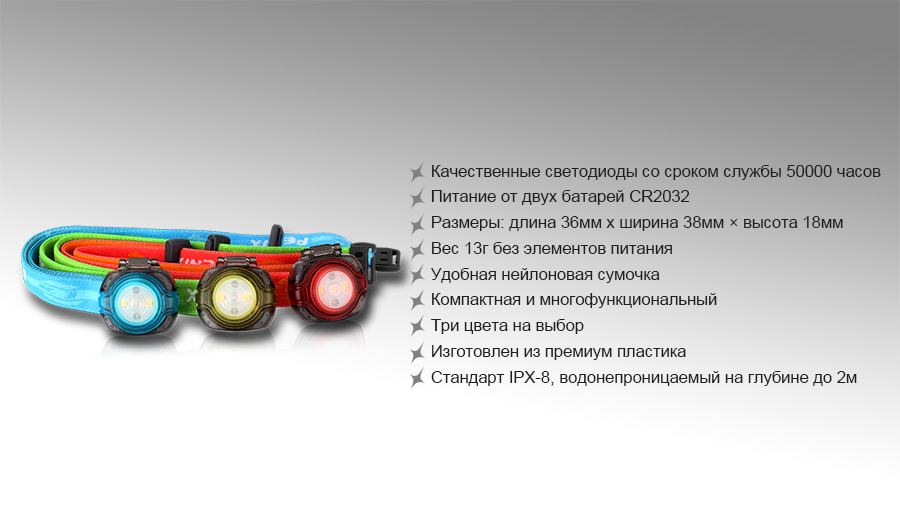 Качественные светодиоды со сроком службы 50000 часов
Питание от двух батарей CR2032
Размеры: длина 36мм x ширина 38мм × высота 18мм
Вес 13г без элементов питания
Удобная нейлоновая сумочка
Компактная и многофункциональный
Три цвета на выбор
Изготовлен из премиум пластика
Стандарт IPX-8, водонепроницаемый на глубине до 2м